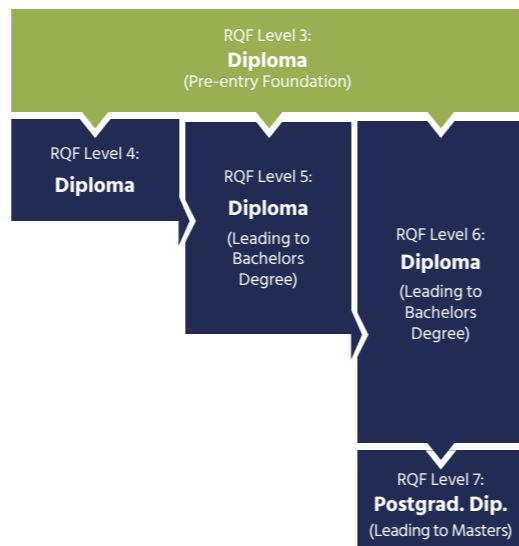 RQF Level 3:
Diploma
(Pre-entry Foundation)
RQF Level 4:
Diploma
RQF Level 5:
Diploma
(Leading to
Bachelors
Degree)
RQF Level 6:
Diploma
(Leading to
Bachelors
Degree)
RQF Level 7:
Postgrad. Dip.
(Leading to Masters)